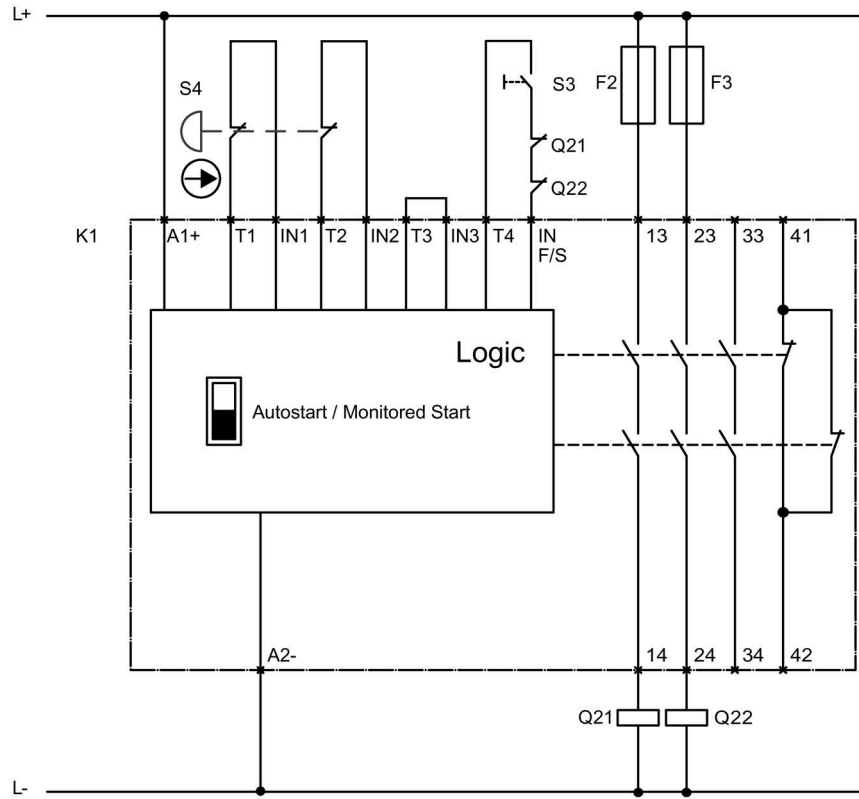 L+
S4
S3
F2
F3
Q21
Q22
K1
A1+
T1
IN1
T2
IN2
T3
IN3
T4
IN
F/S
13
23
33
41
Logic
Autostart / Monitored Start
A2-
14
24
34
42
Q21
Q22
L-